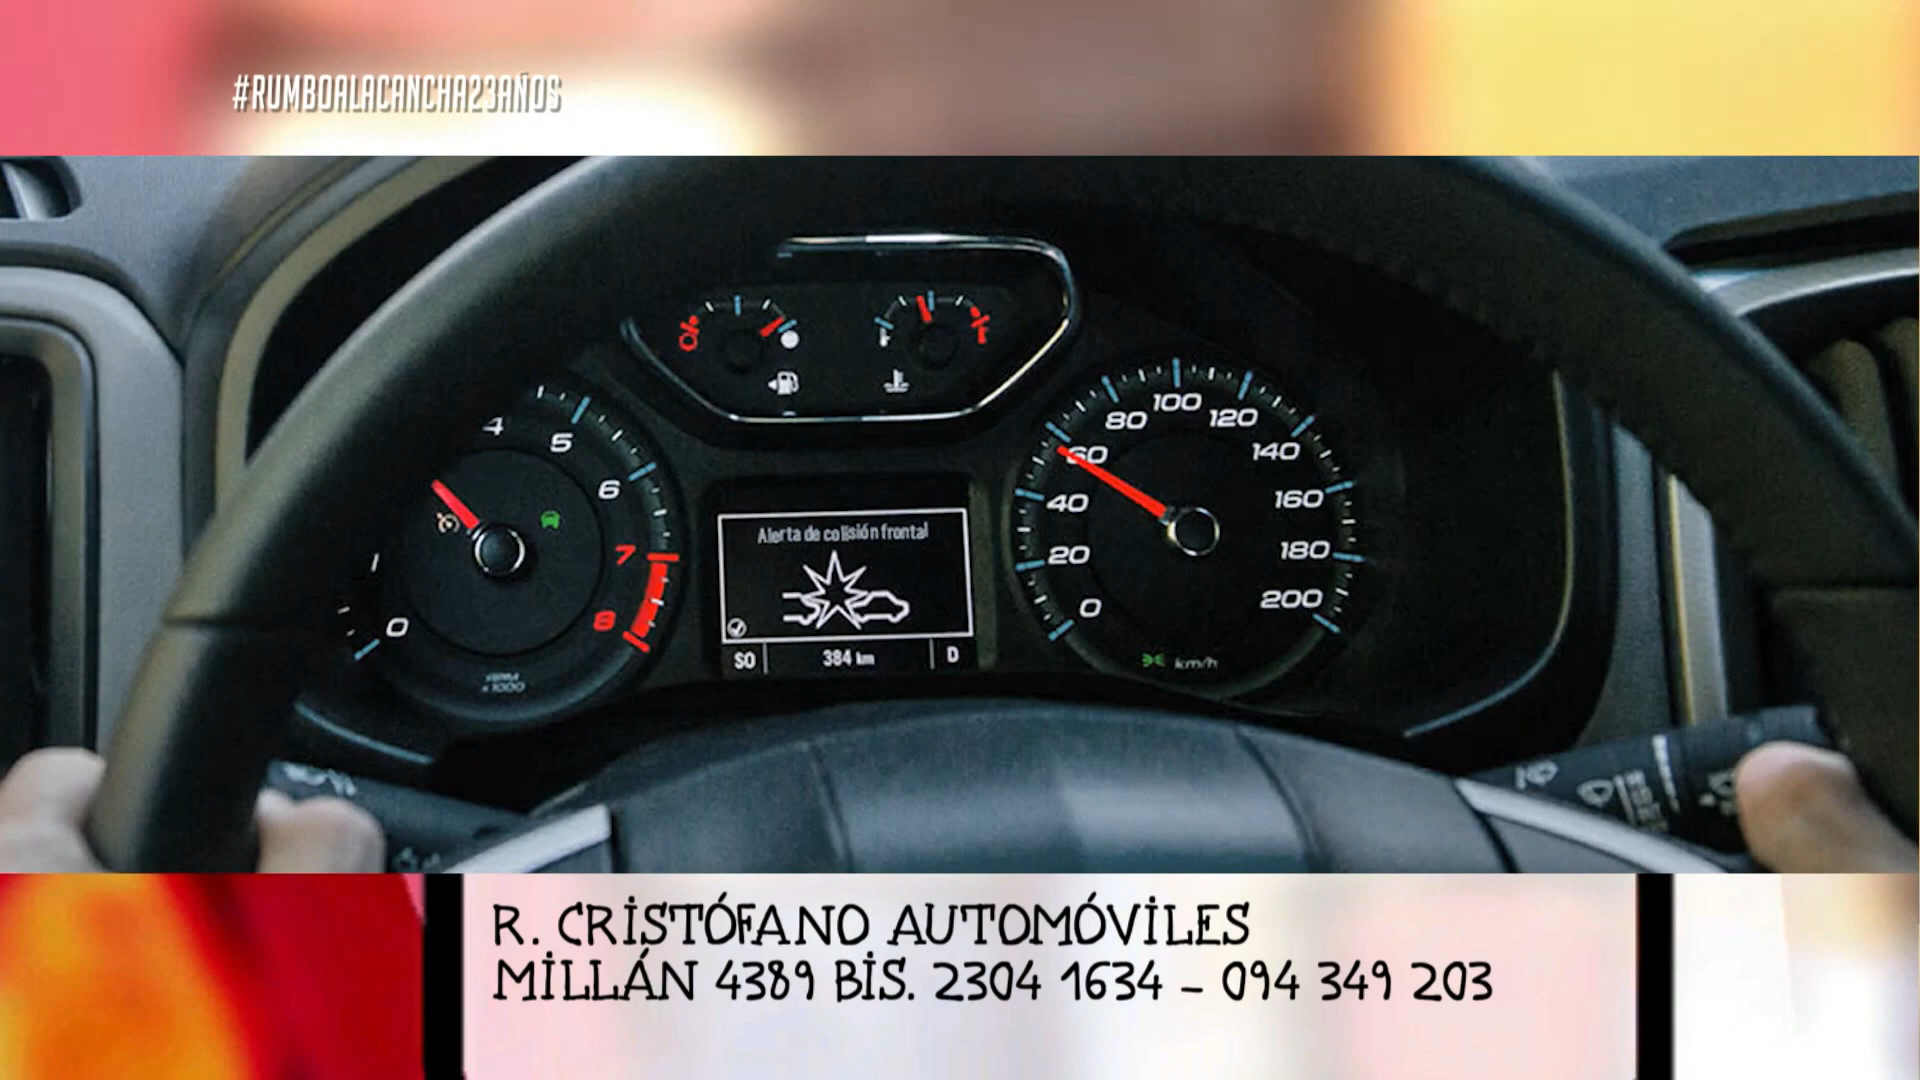 #RUMBOALACANCHA23AÑOS
4
5
6
7
8
0
RPM
x 1000
Alerta de colisión frontal
SO
384 km
D
0
20
40
60
80
100
120
140
160
180
200
km/h
R. CRISTÓFANO AUTOMÓVILES
MILLÁN 4389 BIS. 2304 1634 - 094 349 203